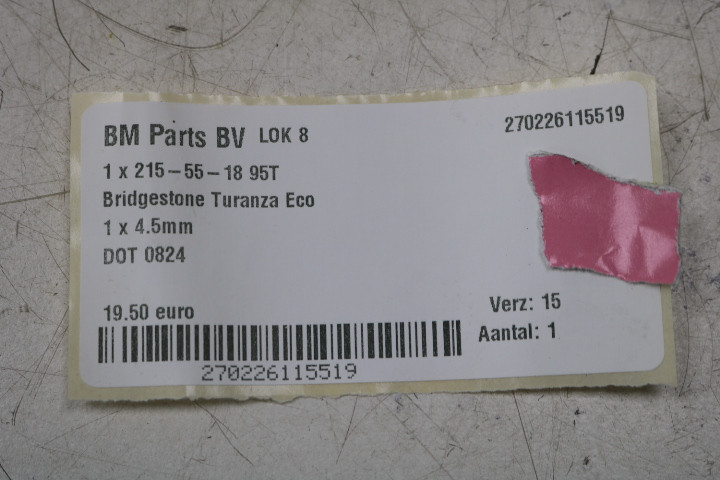 BM Parts BV LOK 8 270226115519
1 x 215-55-18 95T
Bridgestone Turanza Eco
1 x 4.5mm
DOT 0824
19.50 euro Verz: 15
Aantal: 1
270226115519